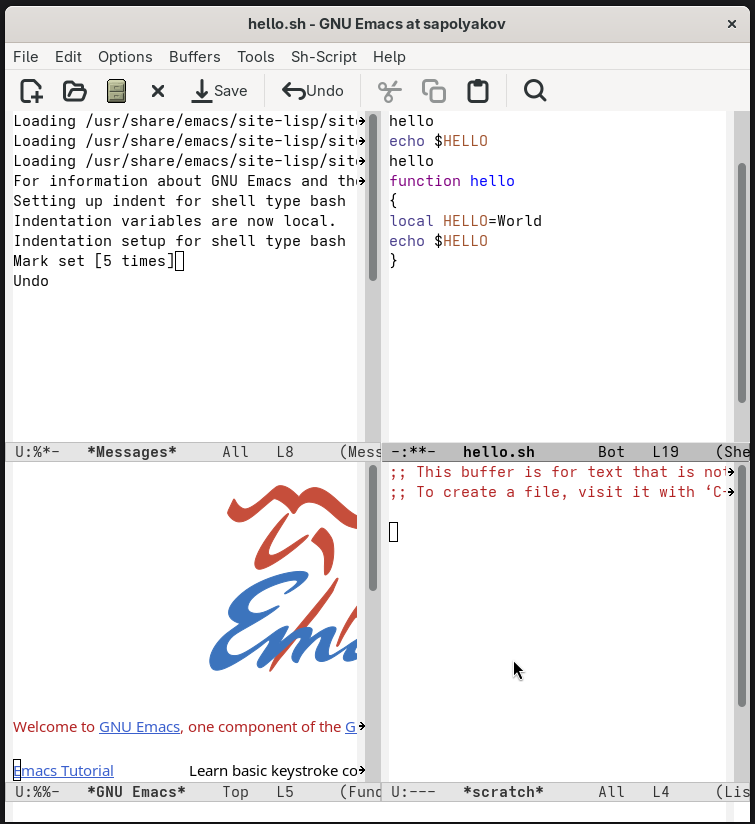 hello.sh - GNU Emacs at sapolyakov
File Edit Options Buffers Tools Sh-Script Help
Save Undo
Loading /usr/share/emacs/site-lisp/site
Loading /usr/share/emacs/site-lisp/site
Loading /usr/share/emacs/site-lisp/site
For information about GNU Emacs and the
Setting up indent for shell type bash
Indentation variables are now local.
Indentation setup for shell type bash
Mark set [5 times]
Undo
U:%*- *Messages* All L8 (Mess
hello
echo $HELLO
hello
function hello
{
local HELLO=World
echo $HELLO
}
-:**- hello.sh Bot L19 (She
Ema
Welcome to GNU Emacs, one component of the G
Emacs Tutorial Learn basic keystroke co
U:%%- *GNU Emacs* Top L5 (Fund
;; This buffer is for text that is not
;; To create a file, visit it with ‘C-
U:--- *scratch* All L4 (Lis